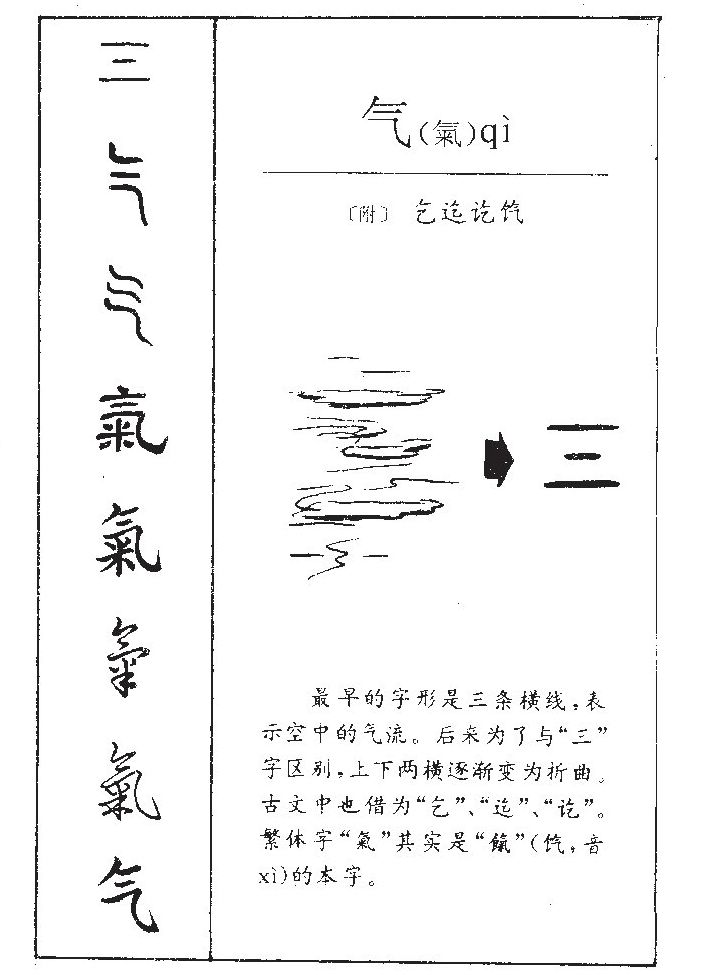 三
气
气
氣
氣
氣
氣
气
气(氣)qì
〔附〕 乞迄讫饩
三
最早的字形是三条横线,表
示空中的气流。后来为了与“三”
字区别,上下两横逐渐变为折曲。
古文中也借为“乞”、“迄”、“讫”。
繁体字“氣”其实是“餼”(饩,音
xì)的本字。